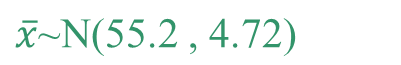 x̄~N(55.2 , 4.72)